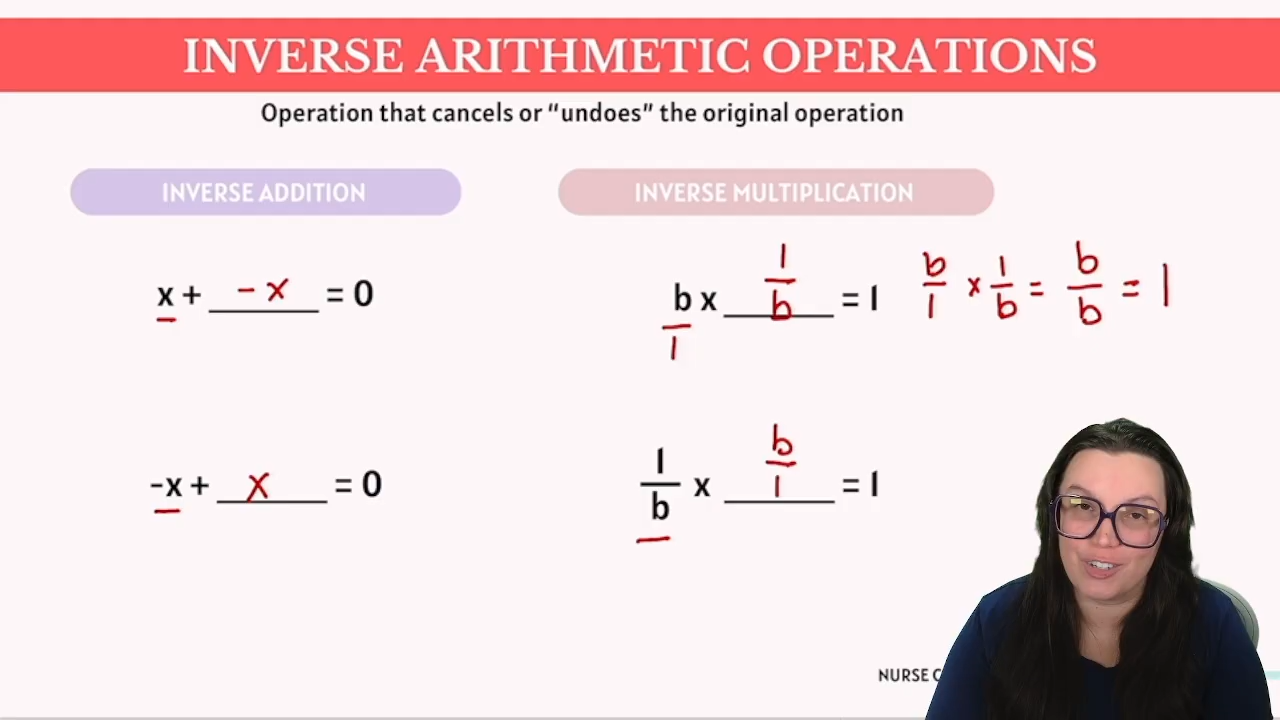 INVERSE ARITHMETIC OPERATIONS
Operation that cancels or “undoes” the original operation
INVERSE ADDITION
x + -x = 0
-x + x = 0
INVERSE MULTIPLICATION
b/1 x 1/b = 1
b/1 x 1/b = b/b = 1
1/b x b/1 = 1
NURSE